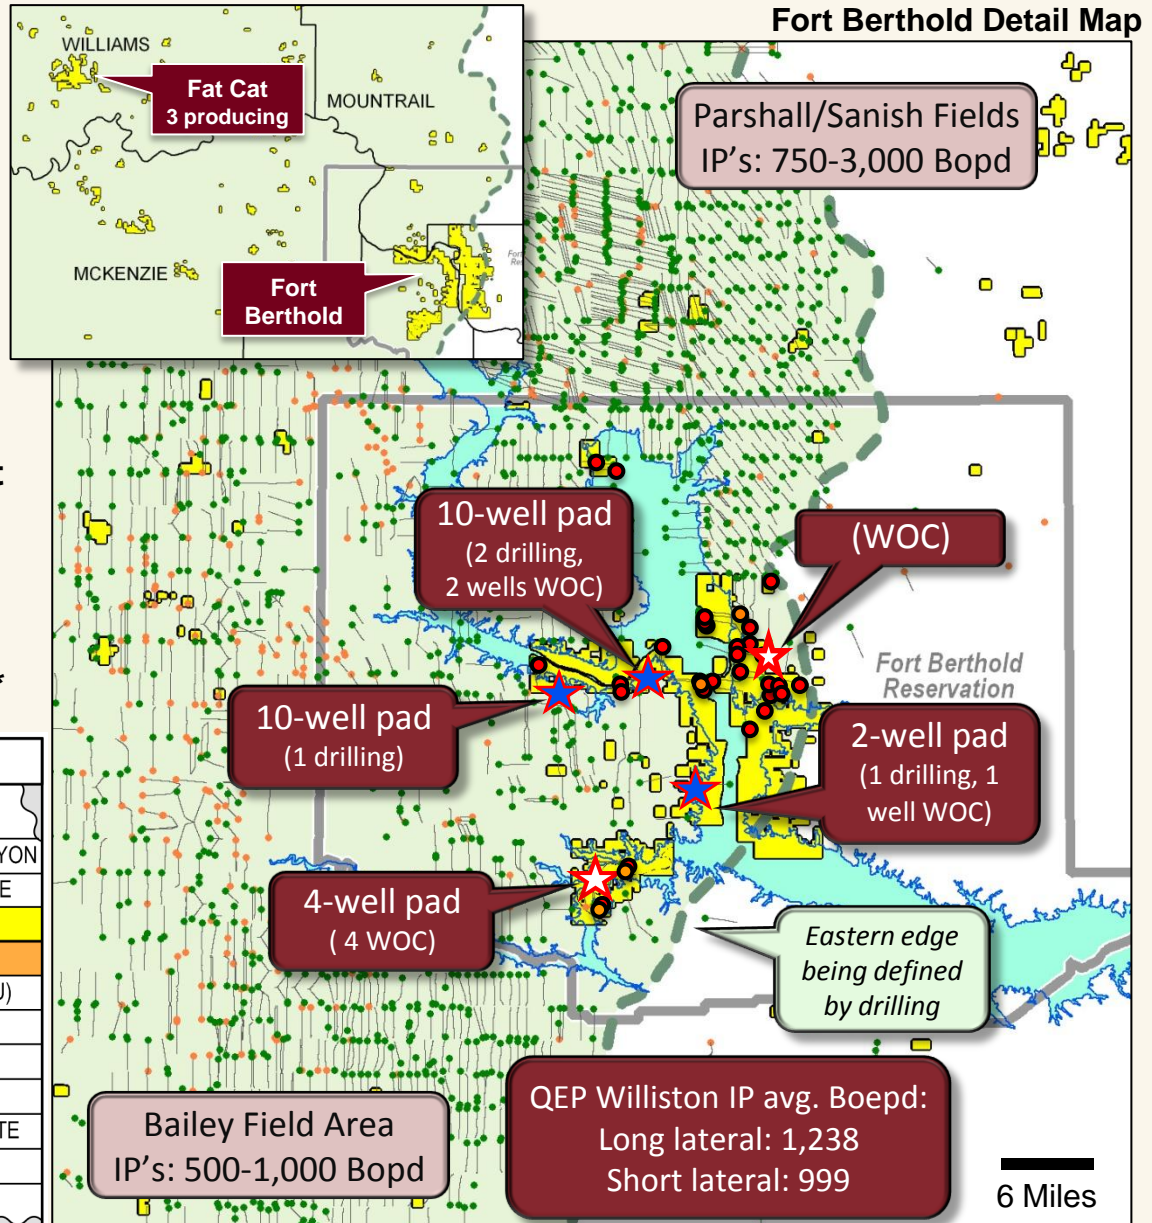 Fort Berthold Detail Map
WILLIAMS
Fat Cat
3 producing
MOUNTRAIL
MCKENZIE
Fort
Berthold
Parshall/Sanish Fields
IP's: 750-3,000 Bopd
10-well pad
(2 drilling,
2 wells WOC)
(WOC)
Fort Berthold
Reservation
10-well pad
(1 drilling)
2-well pad
(1 drilling, 1
well WOC)
4-well pad
( 4 WOC)
Eastern edge
being defined
by drilling
QEP Williston IP avg. Boepd:
Long lateral: 1,238
Short lateral: 999
Bailey Field Area
IP's: 500-1,000 Bopd
6 Miles
YON
E
J)
TE
*